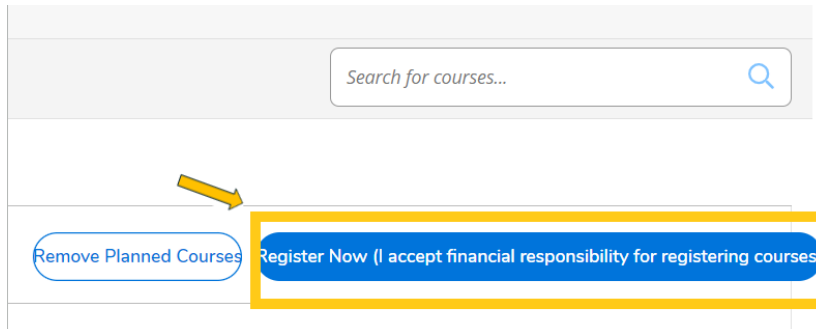 Search for courses...
Remove Planned Courses
Register Now (I accept financial responsibility for registering courses